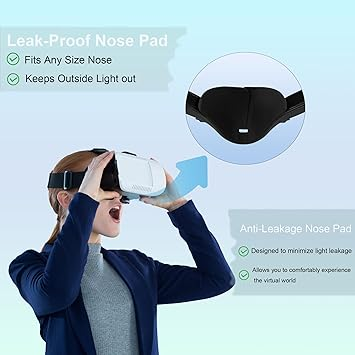 Leak-Proof Nose Pad
Fits Any Size Nose
Keeps Outside Light out
Anti-Leakage Nose Pad
Designed to minimize light leakage
Allows you to comfortably experience
the virtual world